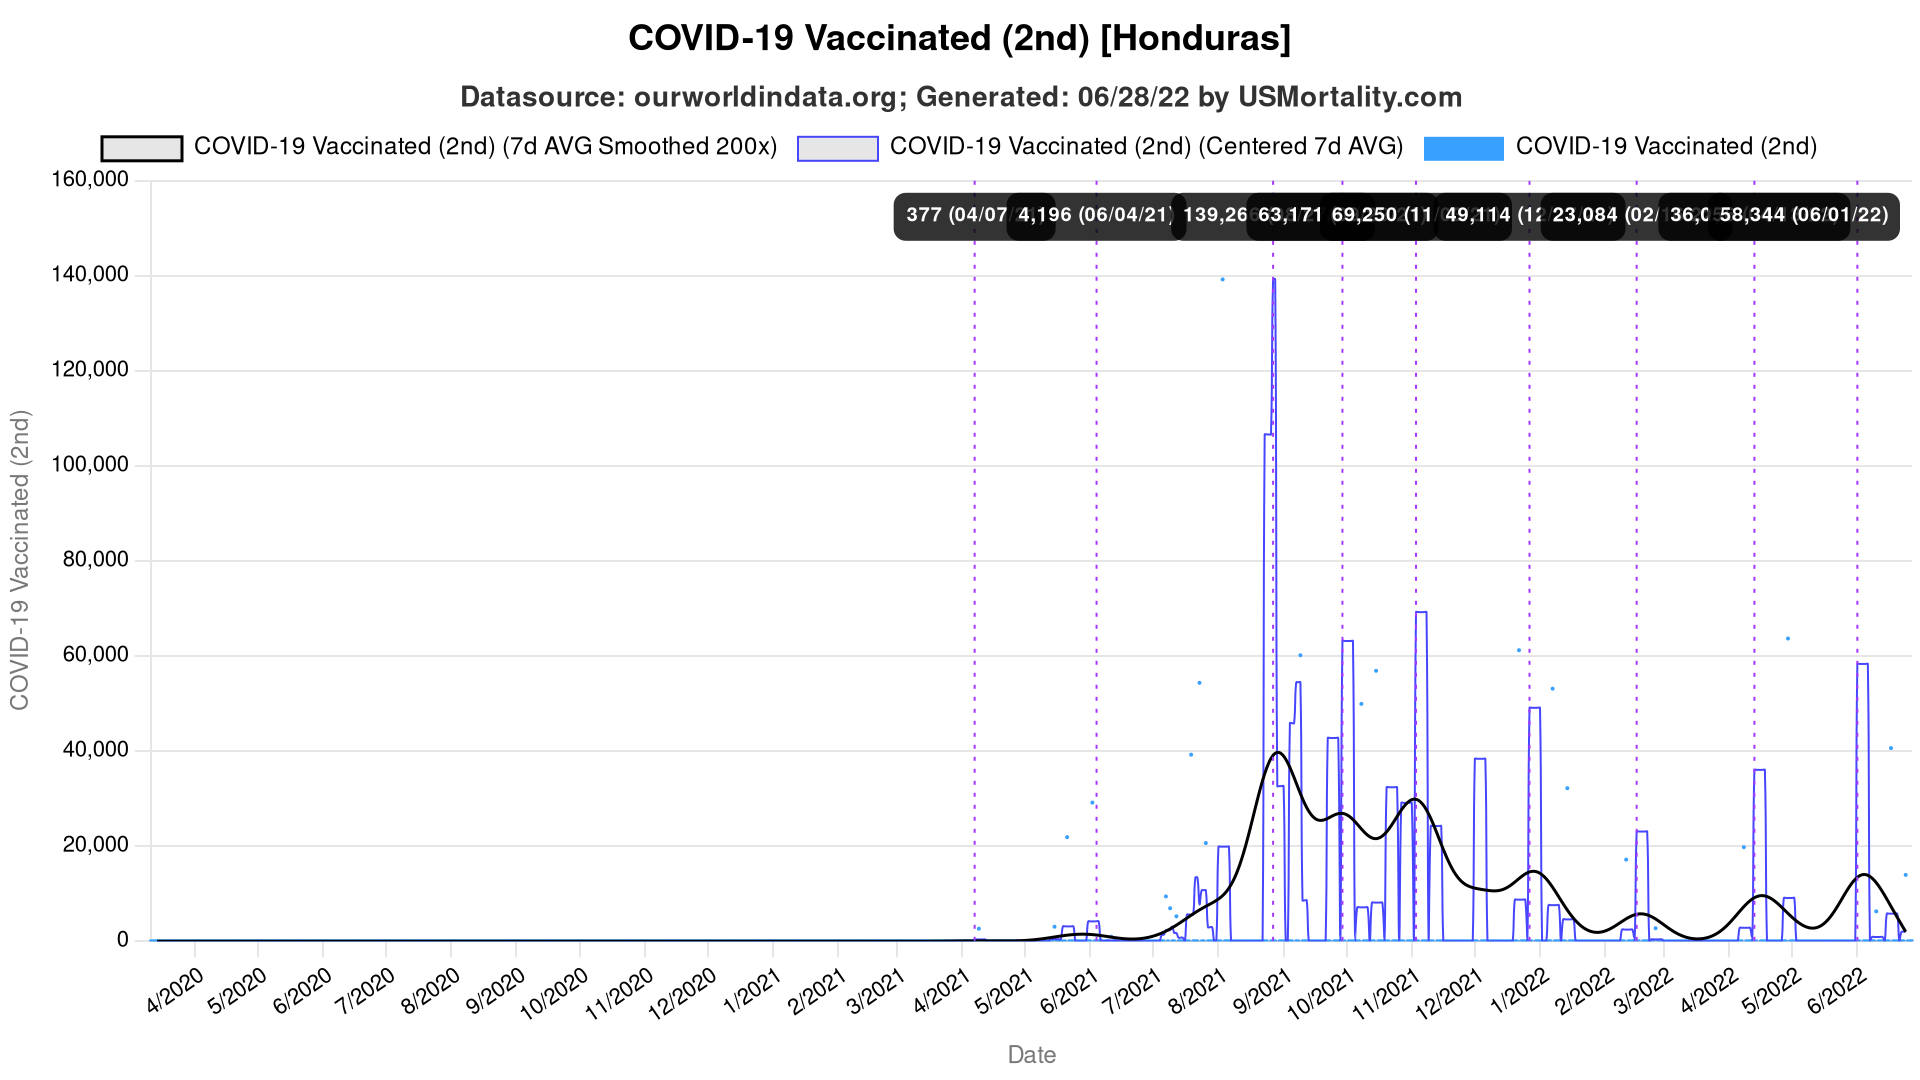 COVID-19 Vaccinated (2nd) [Honduras]
Datasource: ourworldindata.org; Generated: 06/28/22 by USMortality.com
COVID-19 Vaccinated (2nd) (7d AVG Smoothed 200x) COVID-19 Vaccinated (2nd) (Centered 7d AVG) COVID-19 Vaccinated (2nd)
377 (04/07 4,196 (06/04/21) 139,26 63,171 69,250 (11 49,114 (12 23,084 (02/ 36,0 58,344 (06/01/22)
160,000
140,000
120,000
100,000
80,000
60,000
40,000
20,000
0
COVID-19 Vaccinated (2nd)
4/2020 5/2020 6/2020 7/2020 8/2020 9/2020 10/2020 11/2020 12/2020 1/2021 2/2021 3/2021 4/2021 5/2021 6/2021 7/2021 8/2021 9/2021 10/2021 11/2021 12/2021 1/2022 2/2022 3/2022 4/2022 5/2022 6/2022
Date